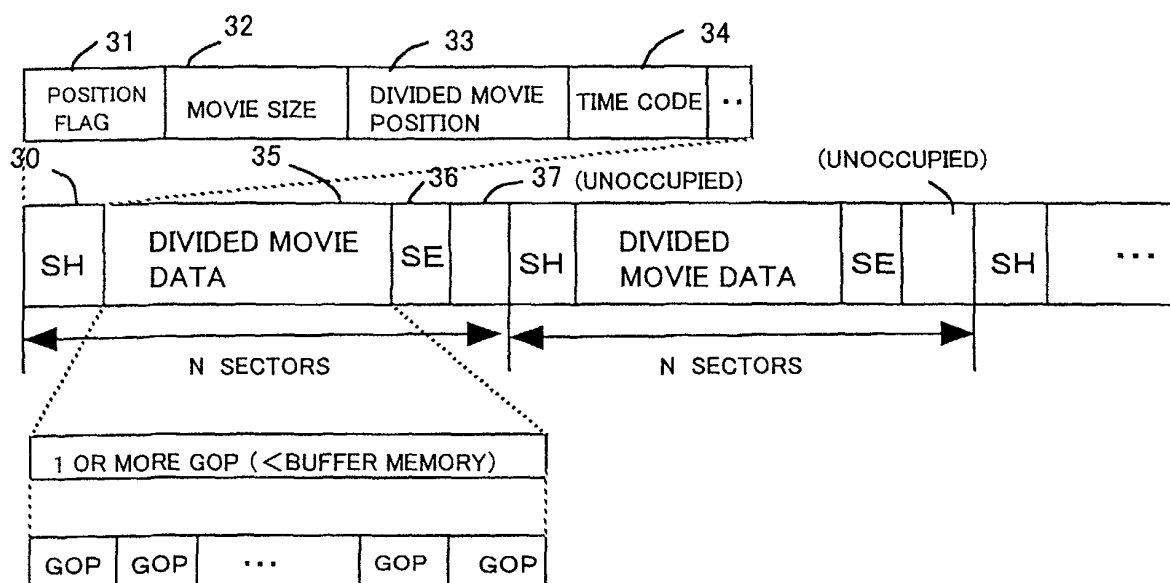 31 32 33 34
POSITION FLAG MOVIE SIZE DIVIDED MOVIE POSITION TIME CODE ··
30 35 36 37 (UNOCCUPIED) (UNOCCUPIED)
SH DIVIDED MOVIE DATA SE SH DIVIDED MOVIE DATA SE SH ···
N SECTORS N SECTORS
1 OR MORE GOP (<BUFFER MEMORY)
GOP GOP ··· GOP GOP